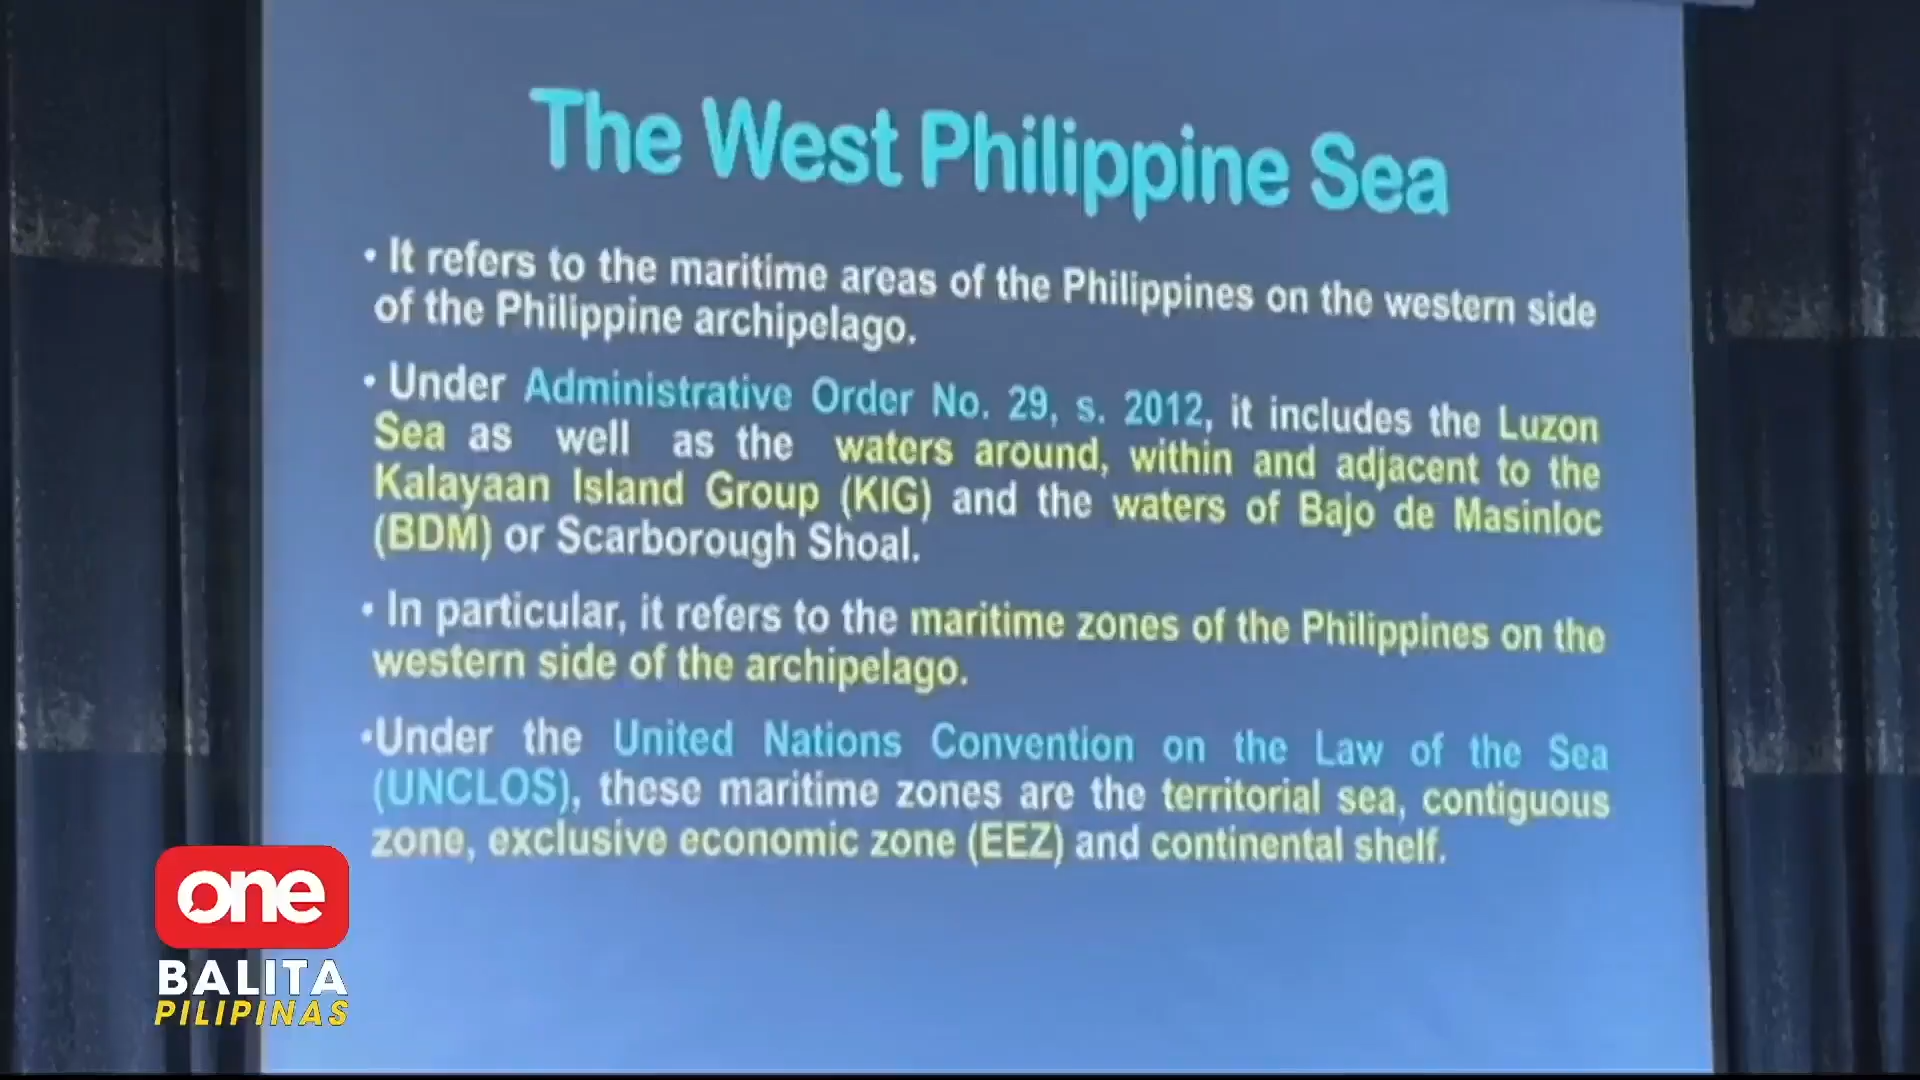 The West Philippine Sea
• It refers to the maritime areas of the Philippines on the western side
of the Philippine archipelago.
• Under Administrative Order No. 29, s. 2012, it includes the Luzon
Sea as well as the waters around, within and adjacent to the
Kalayaan Island Group (KIG) and the waters of Bajo de Masinloc
(BDM) or Scarborough Shoal.
• In particular, it refers to the maritime zones of the Philippines on the
western side of the archipelago.
•Under the United Nations Convention on the Law of the Sea
(UNCLOS), these maritime zones are the territorial sea, contiguous
zone, exclusive economic zone (EEZ) and continental shelf.
one
BALITA
PILIPINAS